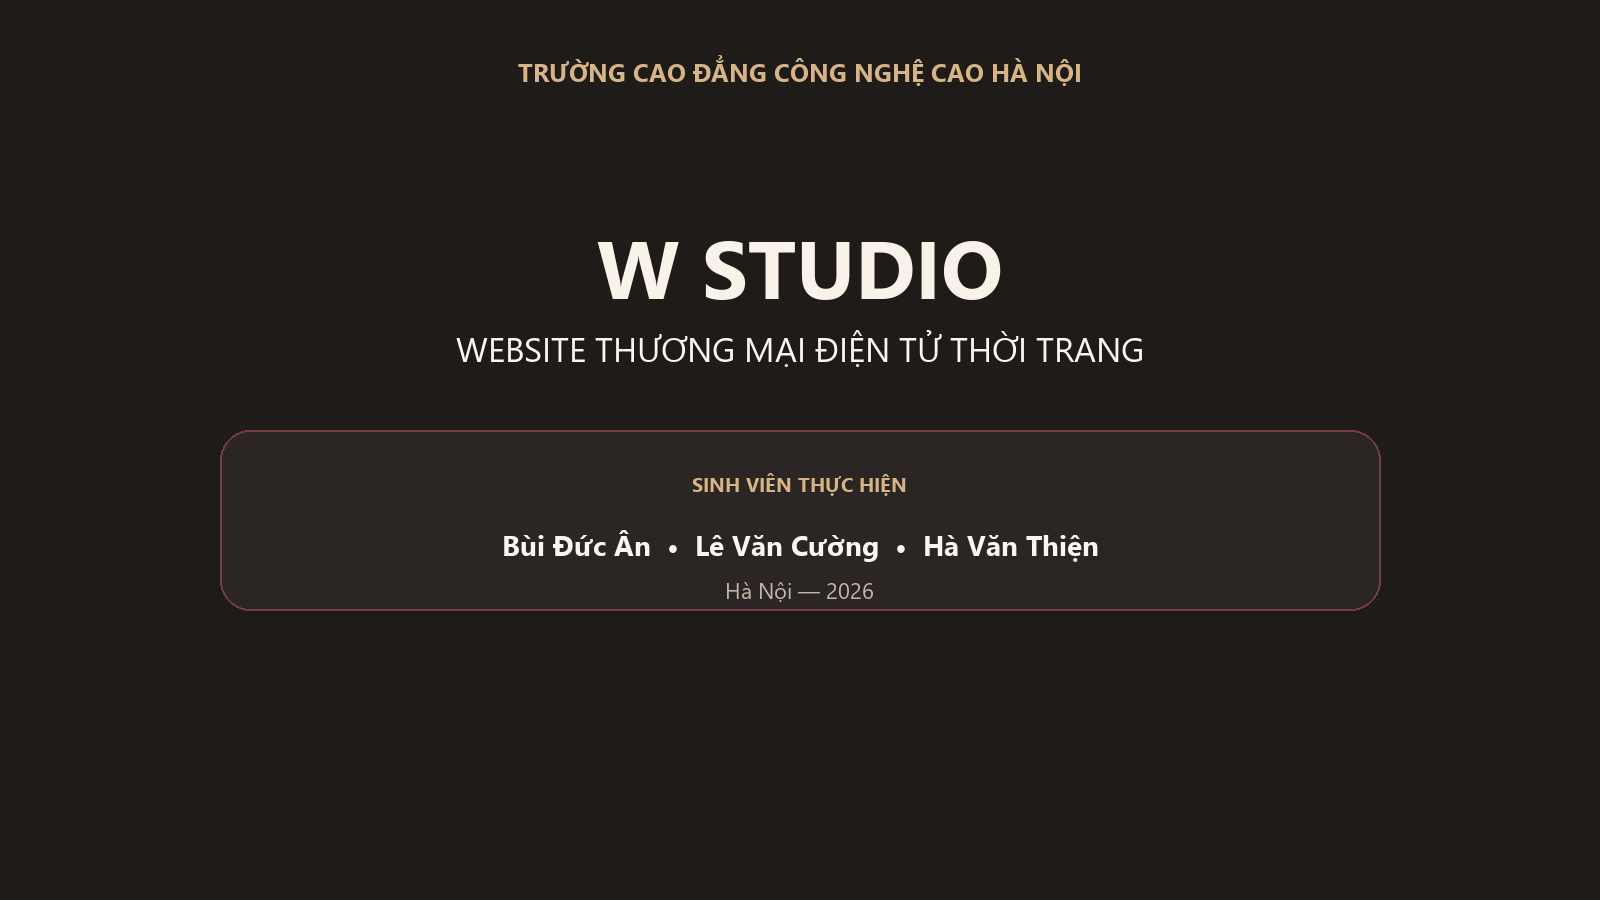 TRƯỜNG CAO ĐẲNG CÔNG NGHỆ CAO HÀ NỘI
W STUDIO
WEBSITE THƯƠNG MẠI ĐIỆN TỬ THỜI TRANG
SINH VIÊN THỰC HIỆN
Bùi Đức Ân • Lê Văn Cường • Hà Văn Thiện
Hà Nội — 2026